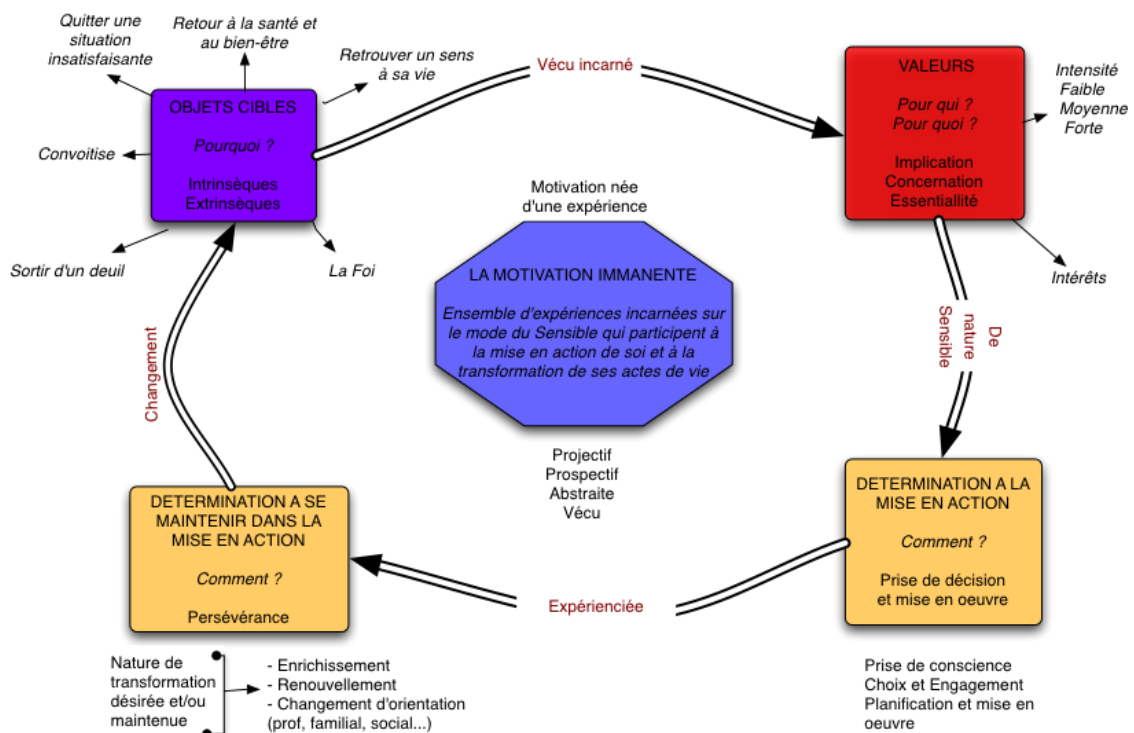 Quitter une
situation
insatisfaisante
Retour à la santé et
au bien-être
Retrouver un sens
à sa vie
OBJETS CIBLES
Pourquoi ?
Intrinsèques
Extrinsèques
Convoitise
Sortir d'un deuil
La Foi
Vécu incarné
VALEURS
Pour qui ?
Pour quoi ?
Implication
Concernation
Essentiallité
Intensité
Faible
Moyenne
Forte
Intérêts
Motivation née
d'une expérience
LA MOTIVATION IMMANENTE
Ensemble d'expériences incarnées sur
le mode du Sensible qui participent à
la mise en action de soi et à la
transformation de ses actes de vie
Projectif
Prospectif
Abstraite
Vécu
De
nature
Sensible
Changement
DETERMINATION A LA
MISE EN ACTION
Comment ?
Prise de décision
et mise en oeuvre
Prise de conscience
Choix et Engagement
Planification et mise en
oeuvre
Expérienciée
DETERMINATION A SE
MAINTENIR DANS LA
MISE EN ACTION
Comment ?
Persévérance
Nature de
transformation
désirée et/ou
maintenue
- Enrichissement
- Renouvellement
- Changement d'orientation
(prof, familial, social...)